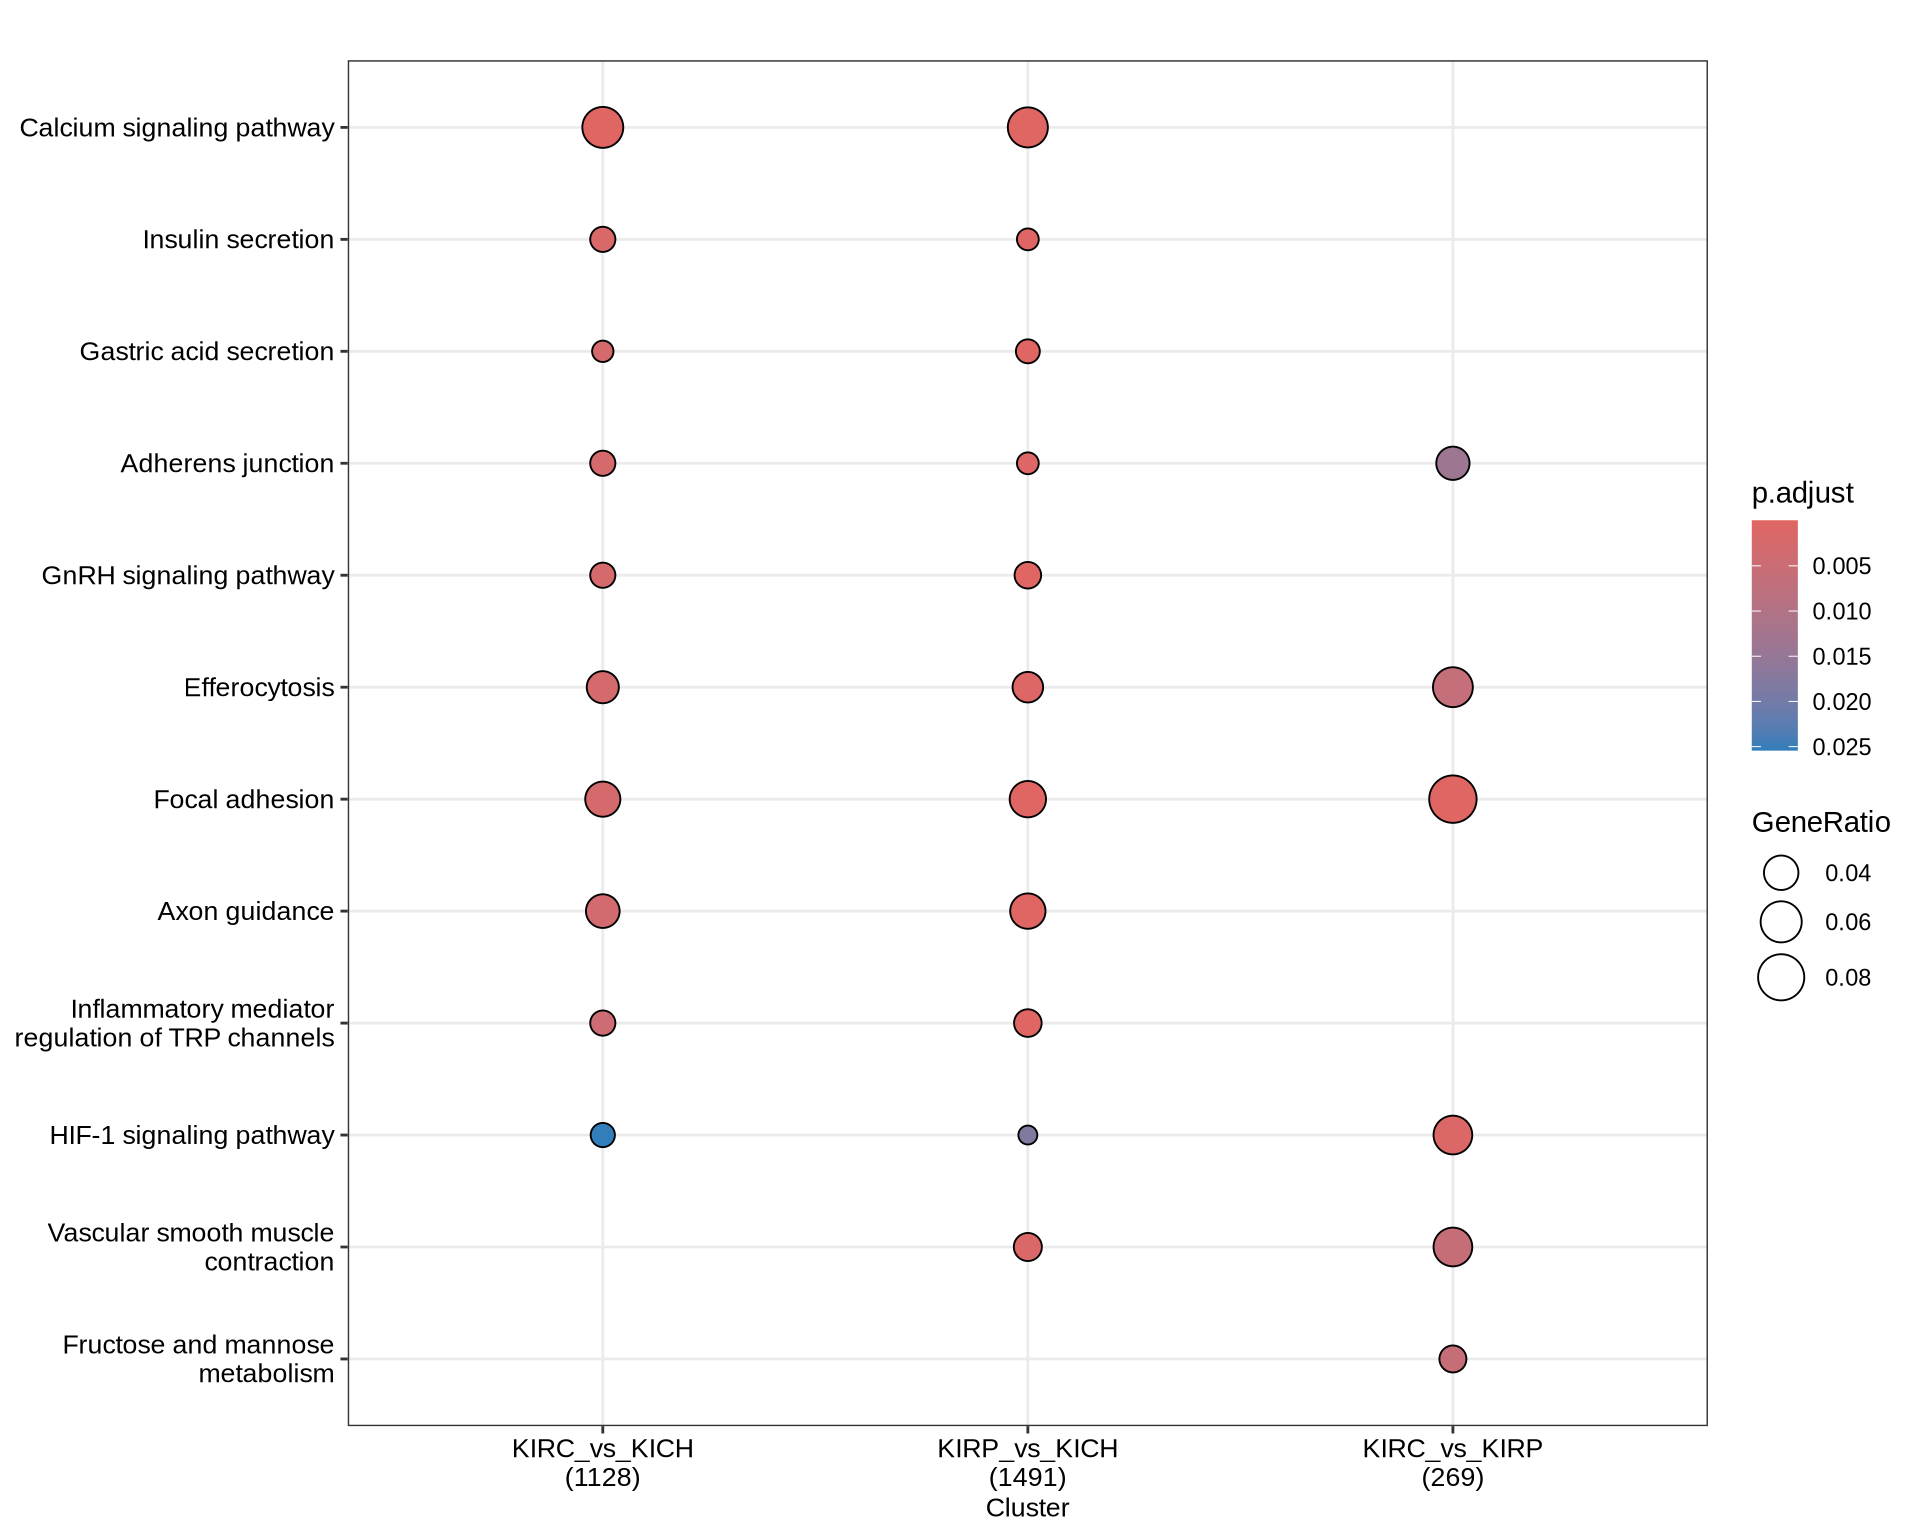 Calcium signaling pathway
Insulin secretion
Gastric acid secretion
Adherens junction
GnRH signaling pathway
Efferocytosis
Focal adhesion
Axon guidance
Inflammatory mediator
regulation of TRP channels
HIF-1 signaling pathway
Vascular smooth muscle
contraction
Fructose and mannose
metabolism
KIRC_vs_KICH
(1128)
KIRP_vs_KICH
(1491)
KIRC_vs_KIRP
(269)
Cluster
p.adjust
0.005
0.010
0.015
0.020
0.025
GeneRatio
0.04
0.06
0.08